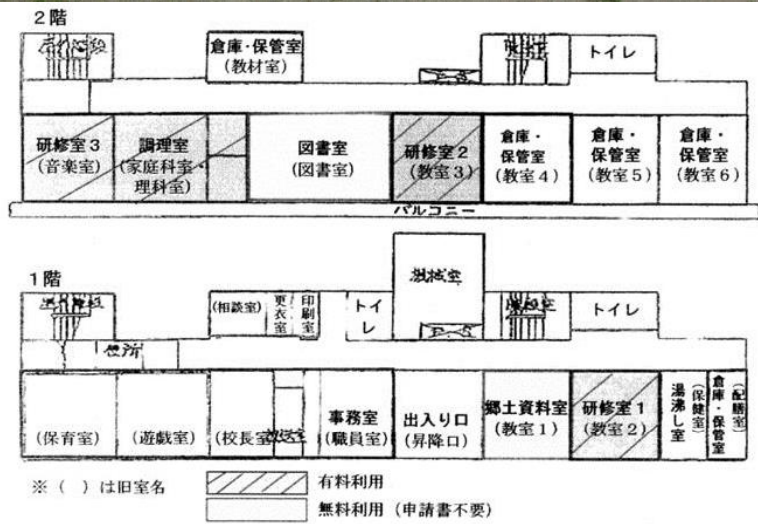 2階
倉庫・保管室
(教材室)
トイレ
研修室3
(音楽室)
調理室
(家庭科室・
理科室)
図書室
(図書室)
研修室2
(教室3)
倉庫・
保管室
(教室4)
倉庫・
保管室
(教室5)
倉庫・
保管室
(教室6)
バルコニー
1階
機械室
(相談室)
更衣室
印刷室
トイレ
トイレ
便所
(保育室)
(遊戯室)
(校長室)
事務室
(職員室)
出入り口
(昇降口)
郷土資料室
(教室1)
研修室1
(教室2)
湯沸し室
(保健室)
倉庫・保管室
(配膳室)
※( )は旧室名
有料利用
無料利用(申請書不要)